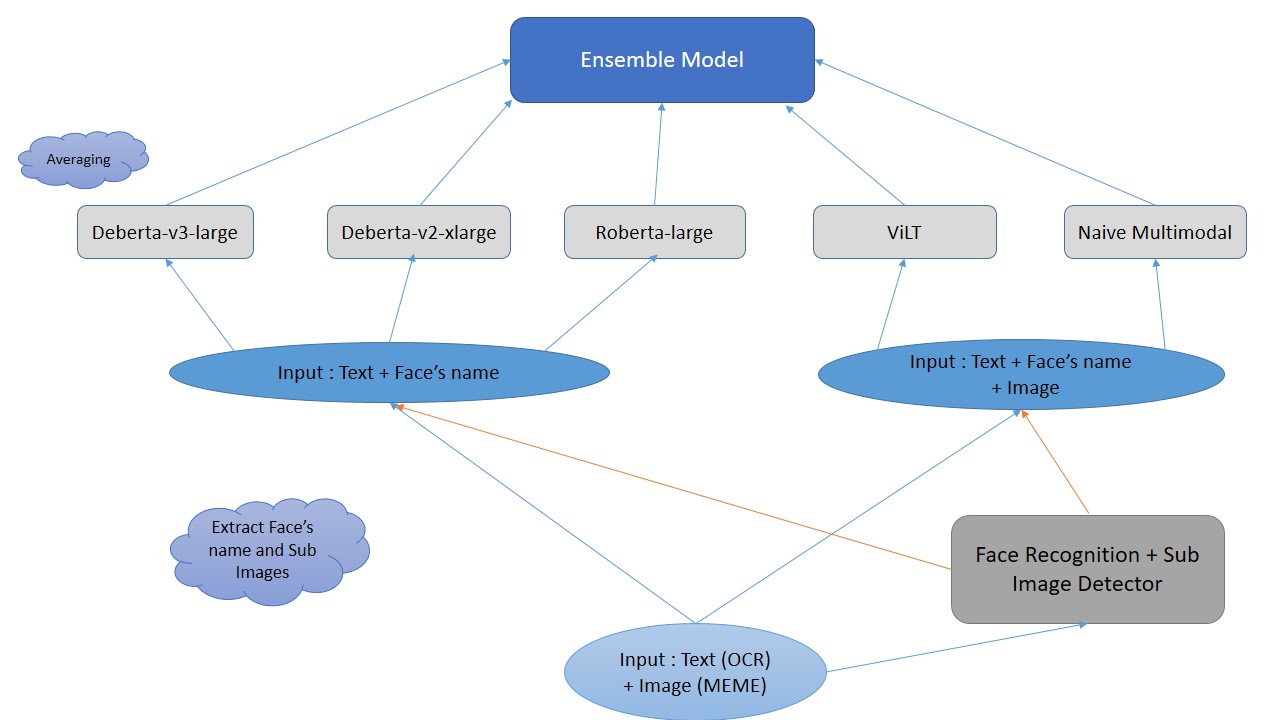 Ensemble Model
Averaging
Deberta-v3-large
Deberta-v2-xlarge
Roberta-large
ViLT
Naive Multimodal
Input : Text + Face’s name
Input : Text + Face’s name
+ Image
Extract Face’s
name and Sub
Images
Face Recognition + Sub
Image Detector
Input : Text (OCR)
+ Image (MEME)